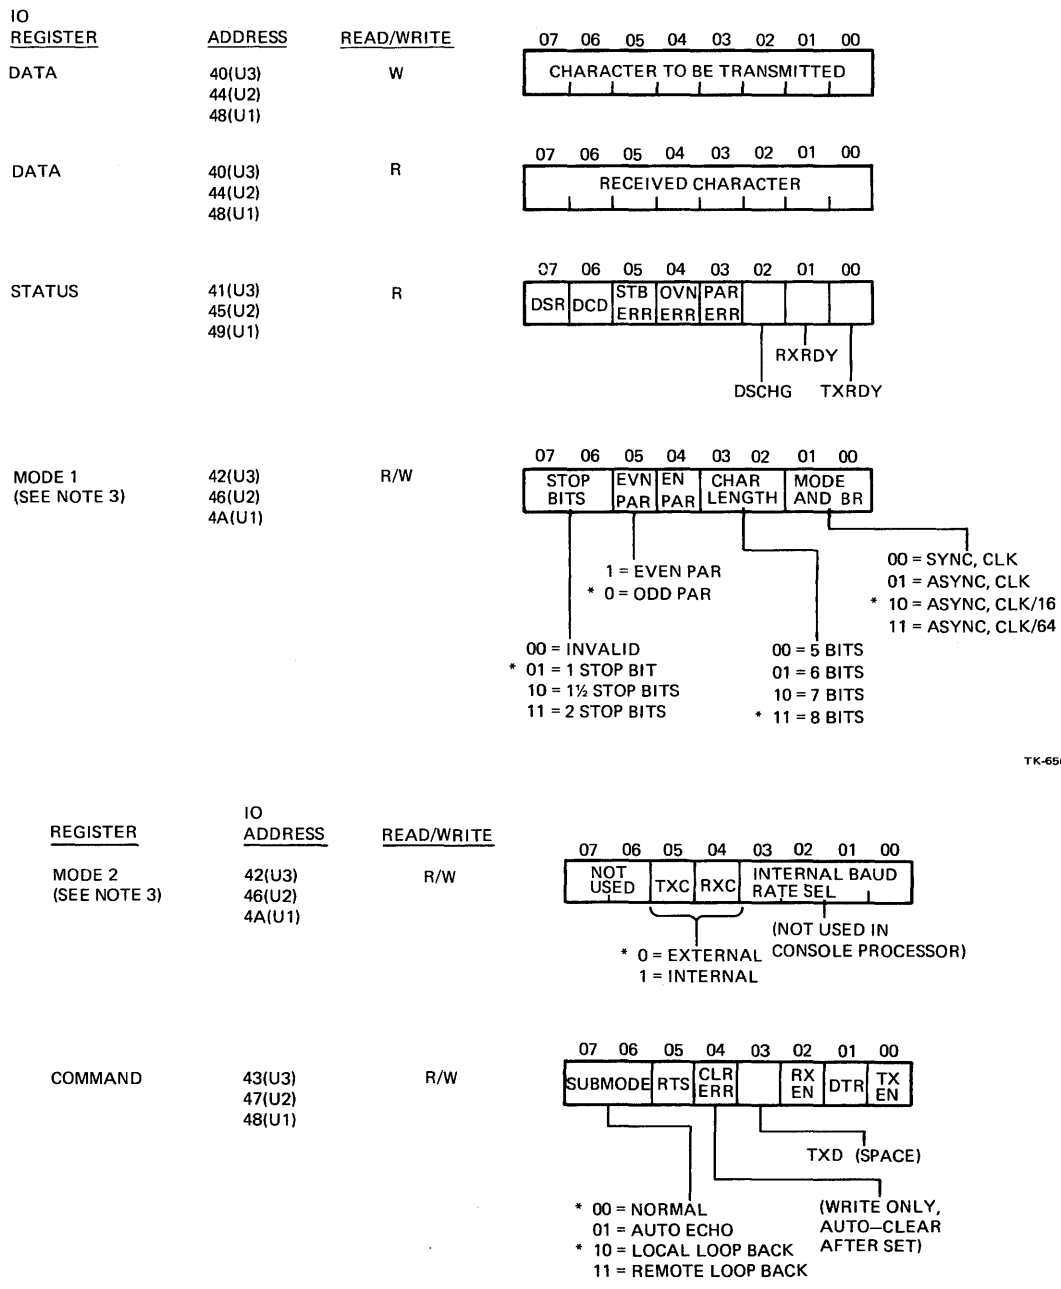 IO
REGISTER ADDRESS READ/WRITE
07 06 05 04 03 02 01 00
DATA 40(U3) W CHARACTER TO BE TRANSMITTED
44(U2)
48(U1)
07 06 05 04 03 02 01 00
DATA 40(U3) R RECEIVED CHARACTER
44(U2)
48(U1)
07 06 05 04 03 02 01 00
STATUS 41(U3) R DSR DCD STB ERR OVN ERR PAR ERR
45(U2)
49(U1)
RXRDY
DSCHG TXRDY
07 06 05 04 03 02 01 00
MODE 1 42(U3) R/W STOP EVN EN CHAR MODE
(SEE NOTE 3) 46(U2) BITS PAR PAR LENGTH AND BR
4A(U1)
00 = SYNC, CLK
01 = ASYNC, CLK
* 10 = ASYNC, CLK/16
11 = ASYNC, CLK/64
1 = EVEN PAR
* 0 = ODD PAR
00 = INVALID
* 01 = 1 STOP BIT
10 = 1½ STOP BITS
11 = 2 STOP BITS
00 = 5 BITS
01 = 6 BITS
10 = 7 BITS
* 11 = 8 BITS
IO
REGISTER ADDRESS READ/WRITE
07 06 05 04 03 02 01 00
MODE 2 42(U3) R/W NOT INTERNAL BAUD
(SEE NOTE 3) 46(U2) USED TXC RXC RATE SEL
4A(U1)
(NOT USED IN
CONSOLE PROCESSOR)
* 0 = EXTERNAL
1 = INTERNAL
07 06 05 04 03 02 01 00
COMMAND 43(U3) R/W SUBMODE RTS CLR ERR RX EN DTR TX EN
47(U2)
48(U1)
TXD (SPACE)
* 00 = NORMAL
01 = AUTO ECHO
* 10 = LOCAL LOOP BACK
11 = REMOTE LOOP BACK
(WRITE ONLY,
AUTO-CLEAR
AFTER SET)